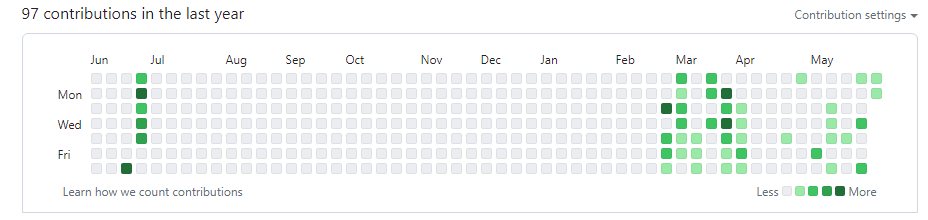 97 contributions in the last year
Contribution settings
Jun Jul Aug Sep Oct Nov Dec Jan Feb Mar Apr May
Mon
Wed
Fri
Learn how we count contributions
Less More